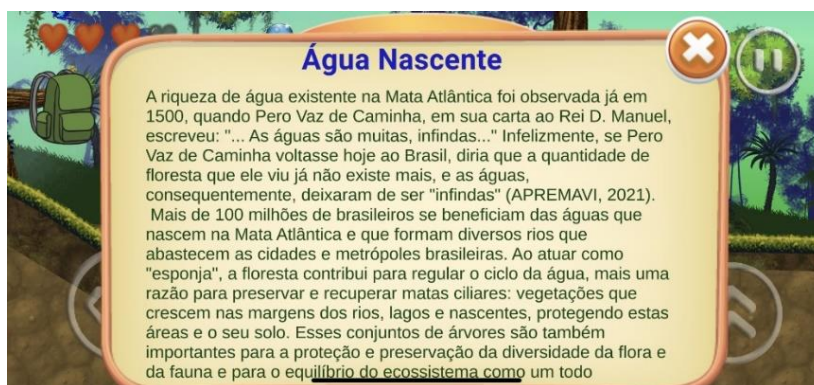 Água Nascente
A riqueza de água existente na Mata Atlântica foi observada já em
1500, quando Pero Vaz de Caminha, em sua carta ao Rei D. Manuel,
escreveu: "... As águas são muitas, infindas..." Infelizmente, se Pero
Vaz de Caminha voltasse hoje ao Brasil, diria que a quantidade de
floresta que ele viu já não existe mais, e as águas,
consequentemente, deixaram de ser "infindas" (APREMAVI, 2021).
Mais de 100 milhões de brasileiros se beneficiam das águas que
nascem na Mata Atlântica e que formam diversos rios que
abastecem as cidades e metrópoles brasileiras. Ao atuar como
"esponja", a floresta contribui para regular o ciclo da água, mais uma
razão para preservar e recuperar matas ciliares: vegetações que
crescem nas margens dos rios, lagos e nascentes, protegendo estas
áreas e o seu solo. Esses conjuntos de árvores são também
importantes para a proteção e preservação da diversidade da flora e
da fauna e para o equilíbrio do ecossistema como um todo